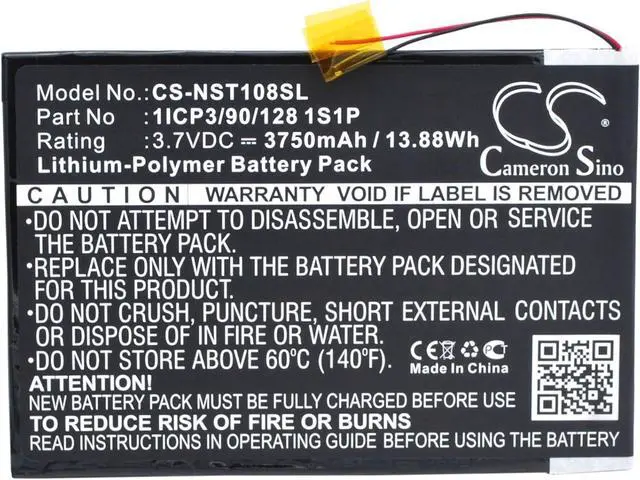 Model No.: CS-NST108SL
Part No : 1ICP3/90/128 1S1P
Rating : 3.7VDC ⎓ 3750mAh / 13.88Wh
Lithium-Polymer Battery Pack
CS
Cameron Sino
CAUTION WARRANTY VOID IF LABEL IS REMOVED
•DO NOT ATTEMPT TO DISASSEMBLE, OPEN OR SERVICE
THE BATTERY PACK.
•REPLACE ONLY WITH THE BATTERY PACK DESIGNATED
FOR THIS EQUIPMENT.
•DO NOT CRUSH, PUNCTURE, SHORT EXTERNAL CONTACTS
OR DISPOSE OF IN FIRE OR WATER.
•DO NOT STORE ABOVE 60°C (140°F).
CE PC
Made In China
ATTENTION:
NEW BATTERY PACK MUST BE FULLY CHARGED BEFORE USE
TO REDUCE RISK OF FIRE OR BURNS
READ INSTRUCTIONS IN OPERATING GUIDE BEFORE USING BATTERY